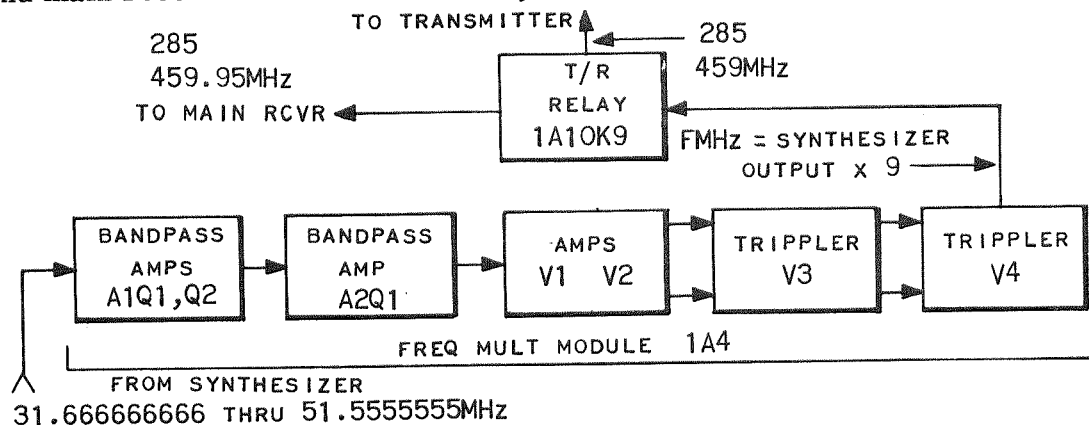 TO TRANSMITTER
285
459.95MHz
TO MAIN RCVR
285
459MHz
T/R
RELAY
1A10K9
FMHz = SYNTHESIZER
OUTPUT x 9
BANDPASS
AMPS
A1Q1,Q2
BANDPASS
AMP
A2Q1
AMPS
V1 V2
TRIPPLER
V3
TRIPPLER
V4
FREQ MULT MODULE 1A4
FROM SYNTHESIZER
31.666666666 THRU 51.5555555MHz